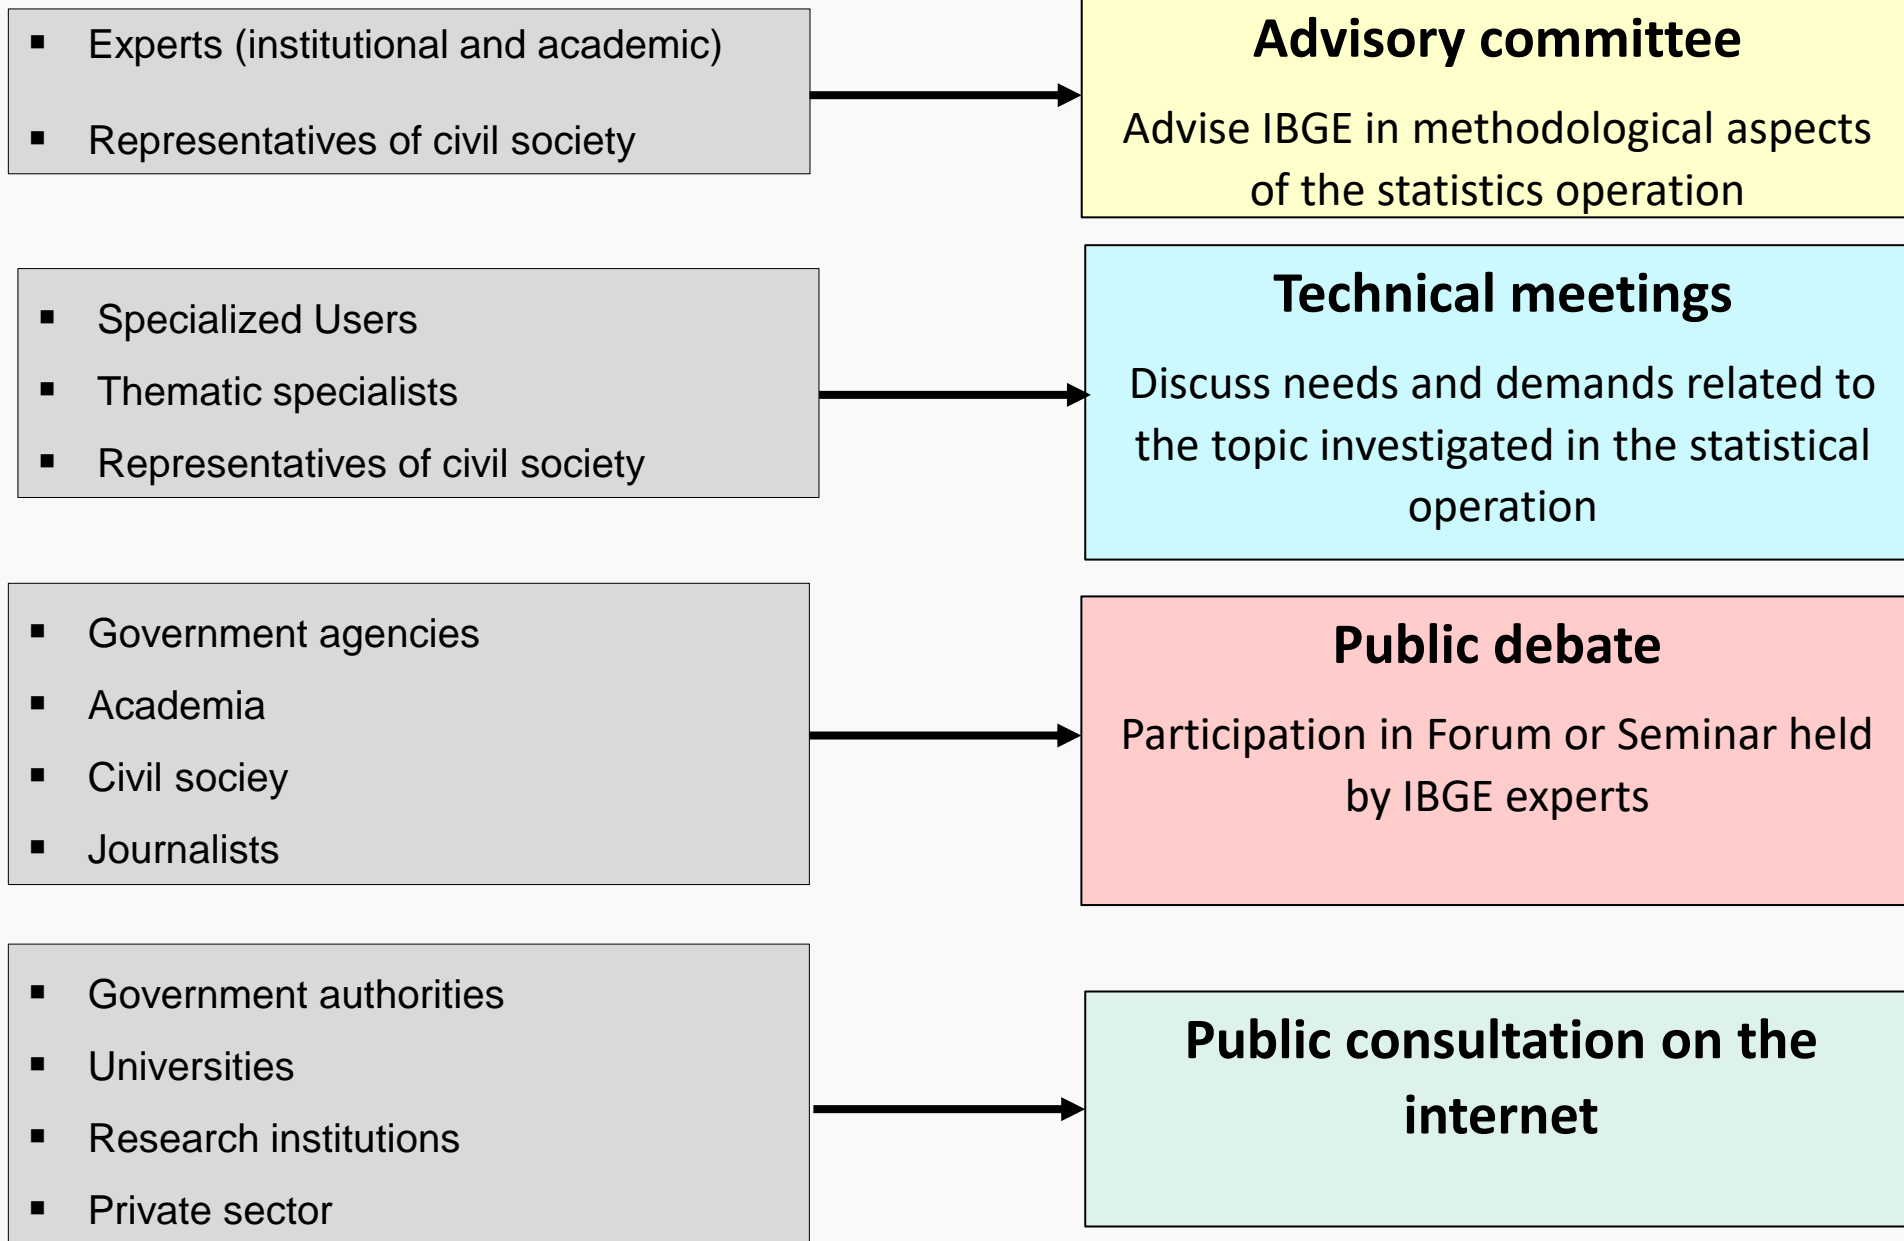 ▪ Experts (institutional and academic)
▪ Representatives of civil society
Advisory committee
Advise IBGE in methodological aspects
of the statistics operation
▪ Specialized Users
▪ Thematic specialists
▪ Representatives of civil society
Technical meetings
Discuss needs and demands related to
the topic investigated in the statistical
operation
▪ Government agencies
▪ Academia
▪ Civil sociey
▪ Journalists
Public debate
Participation in Forum or Seminar held
by IBGE experts
▪ Government authorities
▪ Universities
▪ Research institutions
▪ Private sector
Public consultation on the
internet